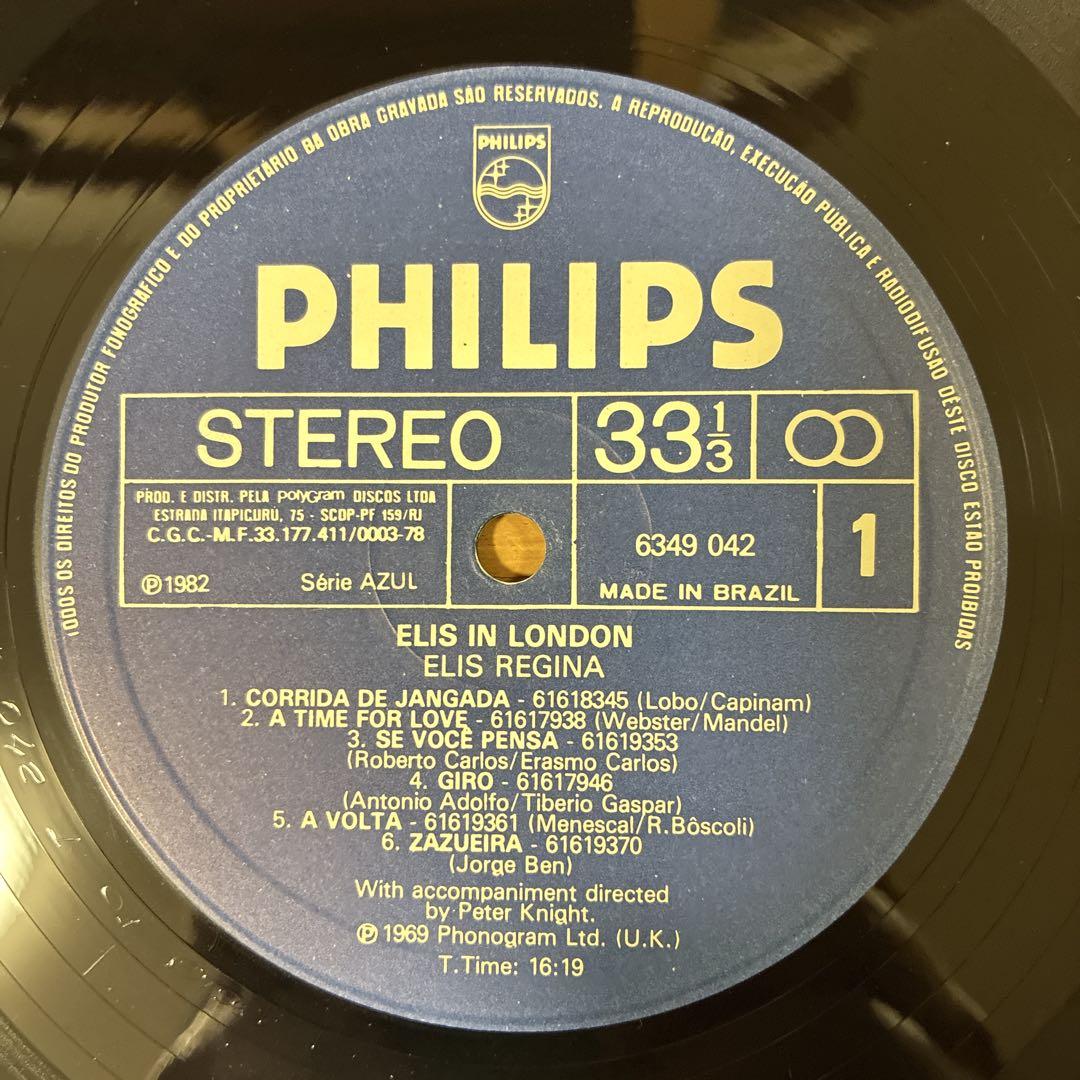 TODOS OS DIREITOS DO PRODUTOR FONOGRÁFICO E DO PROPRIETÁRIO DA OBRA GRAVADA SÃO RESERVADOS. A REPRODUÇÃO, EXECUÇÃO PÚBLICA E RADIODIFUSÃO DESTE DISCO ESTÃO PROIBIDAS
PHILIPS
PHILIPS
STEREO 33 1/3
PROD. E DISTR. PELA polyGram DISCOS LTDA
ESTRADA ITAPICURÚ, 75 - SCDP-PF 159/RJ
C.G.C.-M.F.33.177.411/0003-78
℗1982 Série AZUL
6349 042
MADE IN BRAZIL
1
ELIS IN LONDON
ELIS REGINA
1. CORRIDA DE JANGADA - 61618345 (Lobo/Capinam)
2. A TIME FOR LOVE - 61617938 (Webster/Mandel)
3. SE VOCÊ PENSA - 61619353
(Roberto Carlos/Erasmo Carlos)
4. GIRO - 61617946
(Antonio Adolfo/Tiberio Gaspar)
5. A VOLTA - 61619361 (Menescal/R.Bôscoli)
6. ZAZUEIRA - 61619370
(Jorge Ben)
With accompaniment directed
by Peter Knight.
℗ 1969 Phonogram Ltd. (U.K.)
T.Time: 16:19